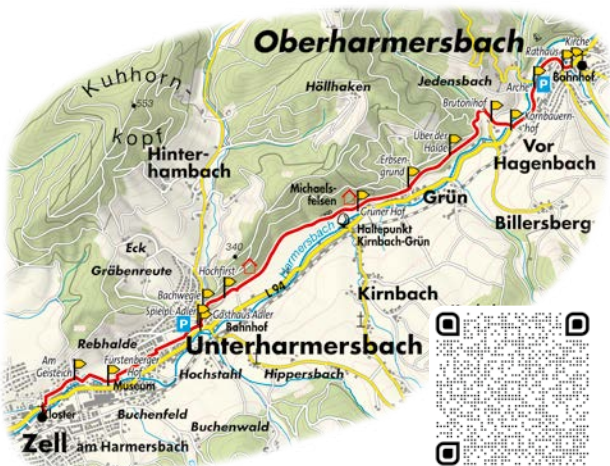 Oberharmersbach
Kirche
Rathaus
Bahnhof
P
Arche
Jedensbach
Brutonihof
Kornbauern-
hof
Kuhhorn-
kopf
553
Höllhaken
Vor
Hagenbach
Über der
Halde
Hinter-
hambach
Erbsen-
grund
Michaels-
felsen
Grüner Hof
Grün
Billersberg
Haltepunkt
Kirnbach-Grün
Harmersbach
Eck
Gräbenreute
340
Hochfirst
L 94
Kirnbach
Bachwegle
Spielpl. Adler
P
Gasthaus Adler
Bahnhof
Unterharmersbach
Rebhalde
Am
Geisteich
Fürstenberger
Hof
Museum
Hochstahl
Hippersbach
Kloster
Buchenfeld
Buchenwald
Zell am Harmersbach